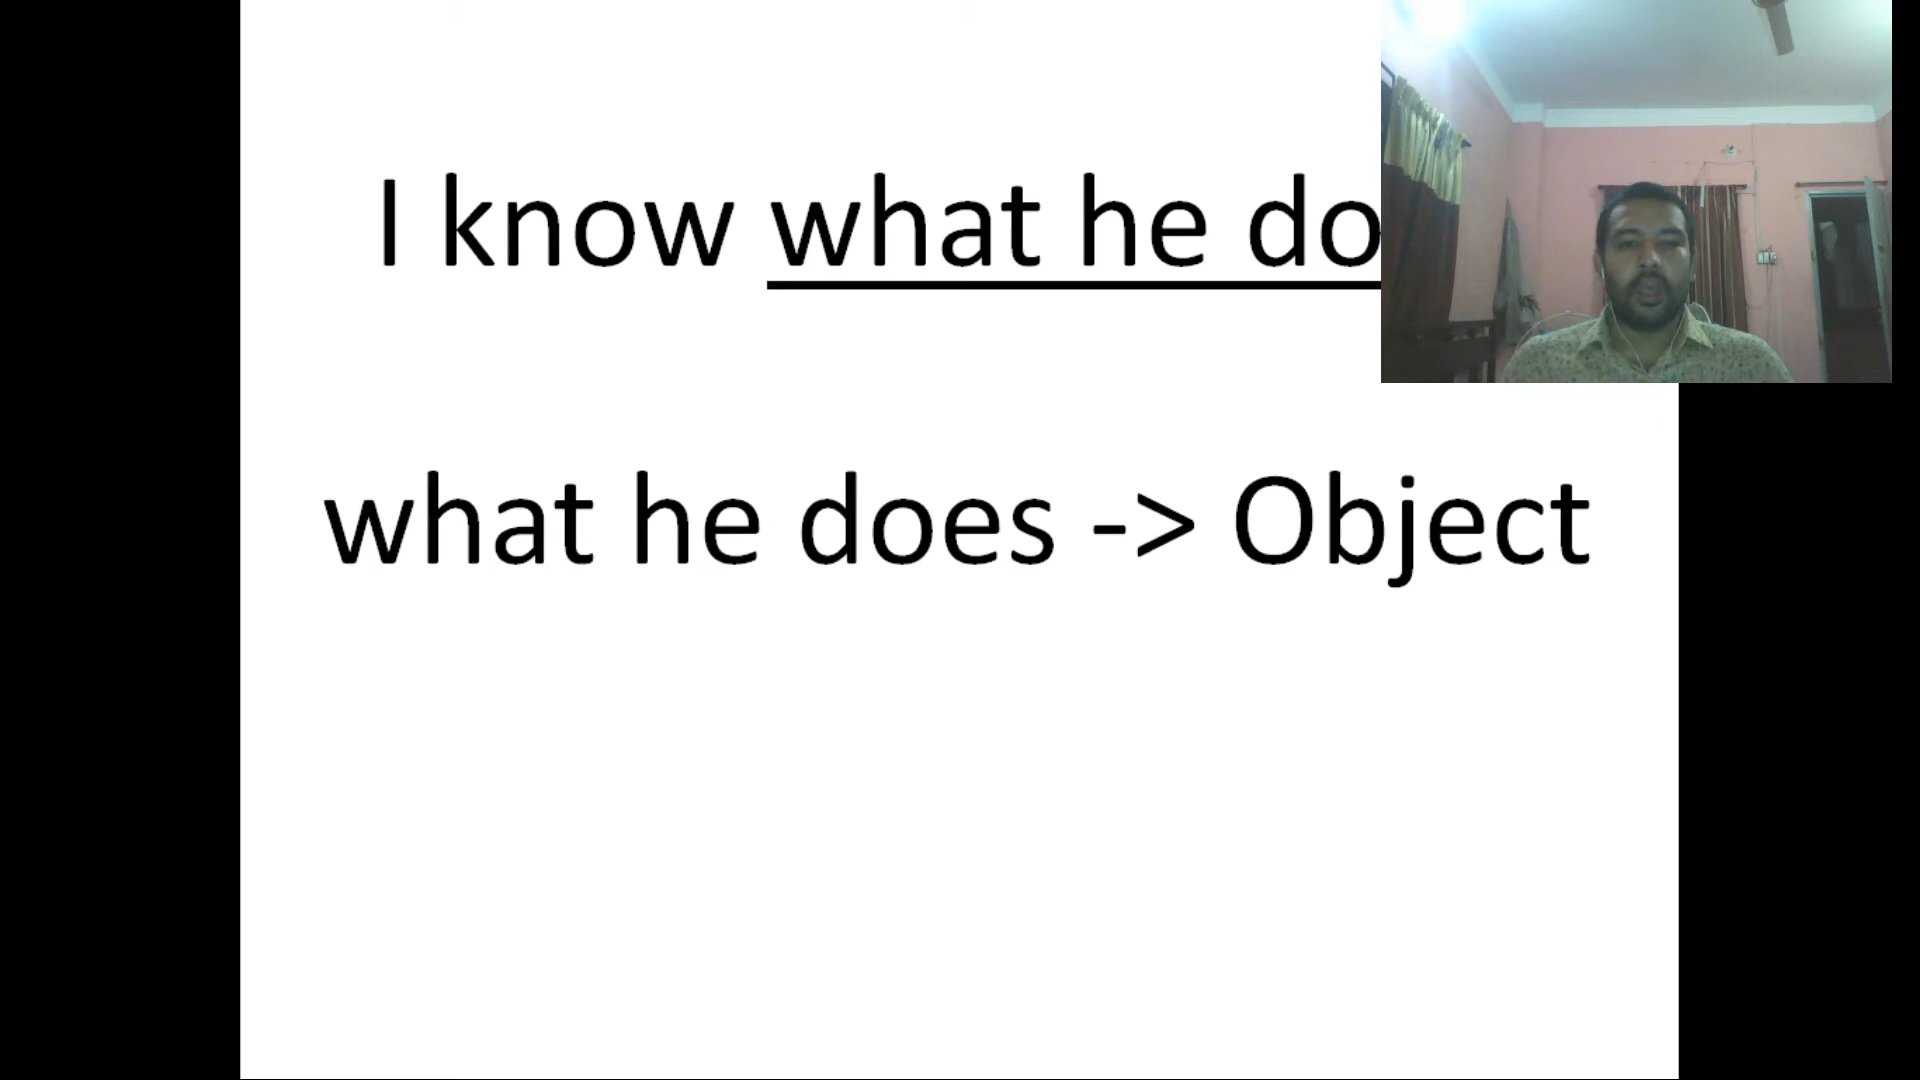 I know what he do
what he does -> Object